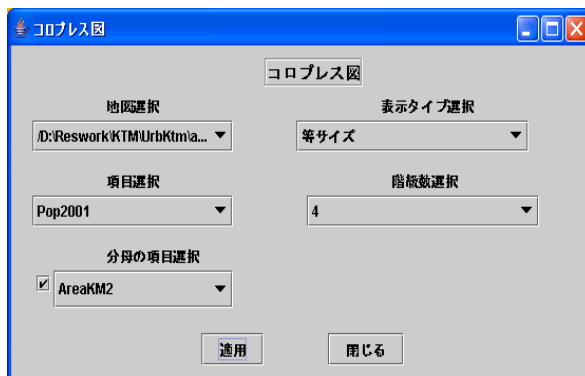 コロプレス図
コロプレス図
地図選択
表示タイプ選択
/D:\Reswork\KTM\UrbKtm\a...
等サイズ
項目選択
階級数選択
Pop2001
4
分母の項目選択
AreaKM2
適用
閉じる